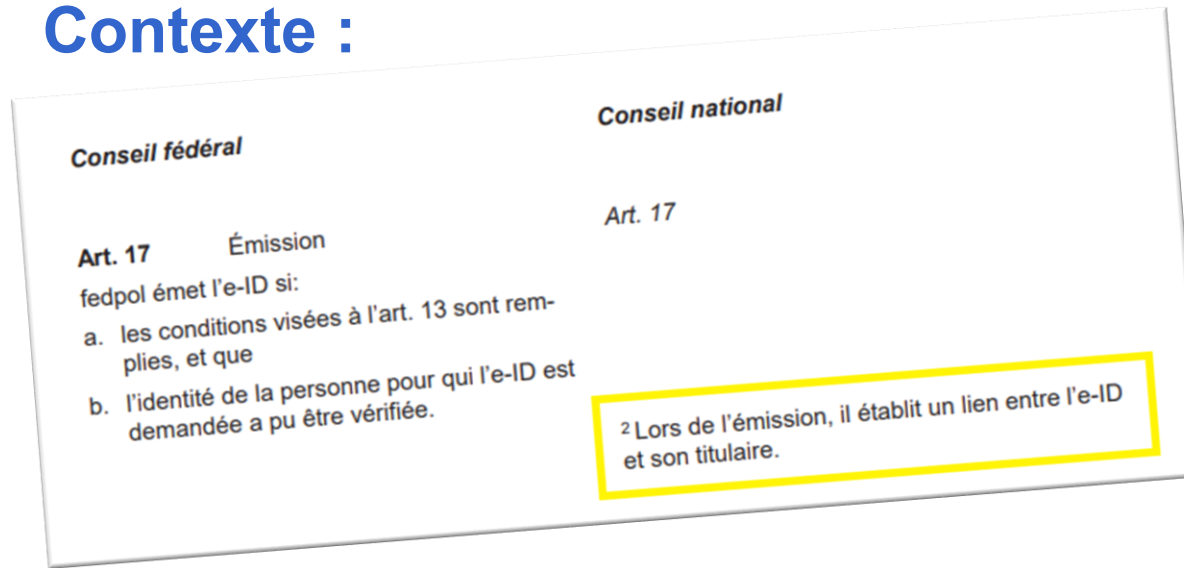 Contexte :
Conseil fédéral
Conseil national
Art. 17 Émission
Art. 17
fedpol émet l'e-ID si:
a. les conditions visées à l'art. 13 sont rem-
plies, et que
b. l'identité de la personne pour qui l'e-ID est
demandée a pu être vérifiée.
² Lors de l'émission, il établit un lien entre l'e-ID
et son titulaire.